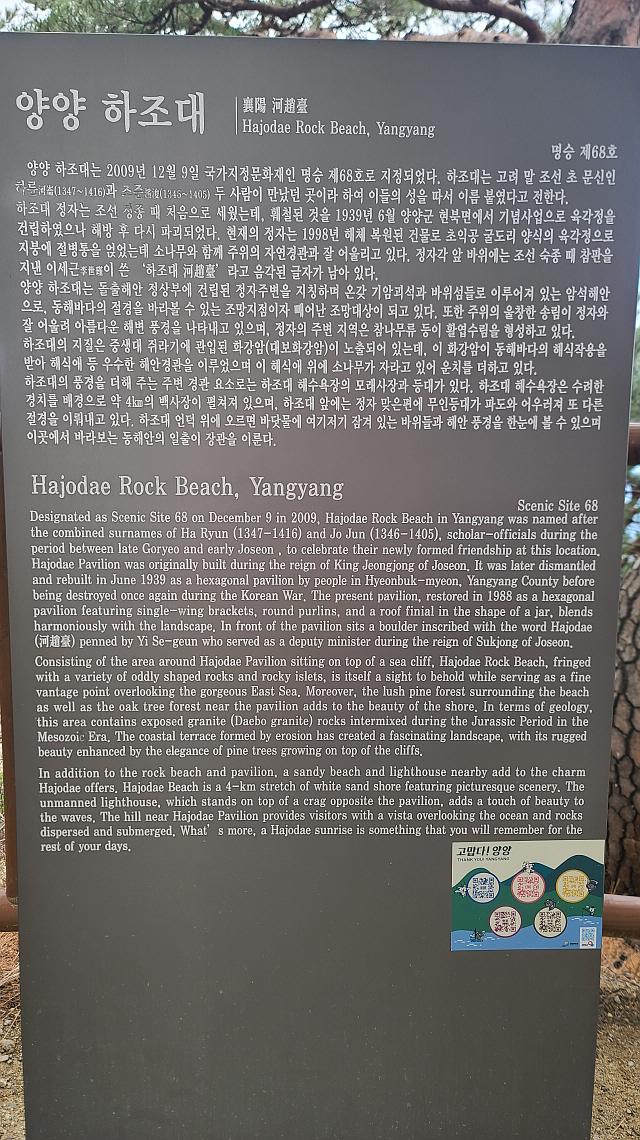 양양 하조대
襄陽 河趙臺
Hajodae Rock Beach, Yangyang
명승 제68호
양양 하조대는 2009년 12월 9일 국가지정문화재인 명승 제68호로 지정되었다. 하조대는 고려 말 조선 초 문신인
하륜河崙(1347~1416)과 조준趙浚(1346~1405) 두 사람이 만났던 곳이라 하여 이들의 성을 따서 이름 붙였다고 전한다.
하조대 정자는 조선 정종 때 처음으로 세웠는데, 훼철된 것을 1939년 6월 양양군 현북면에서 기념사업으로 육각정을
건립하였으나 해방 후 다시 파괴되었다. 현재의 정자는 1998년 해체 복원된 건물로 초익공 굴도리 양식의 육각정으로
지붕에 절병통을 얹었는데 소나무와 함께 주위의 자연경관과 잘 어울리고 있다. 정자각 앞 바위에는 조선 숙종 때 참판을
지낸 이세근李世瑾이 쓴 ‘하조대 河趙臺’ 라고 음각된 글자가 남아 있다.
양양 하조대는 돌출해안 정상부에 건립된 정자주변을 지칭하며 온갖 기암괴석과 바위섬들로 이루어져 있는 암석해안
으로, 동해바다의 절경을 바라볼 수 있는 조망지점이자 빼어난 조망대상이 되고 있다. 또한 주위의 울창한 송림이 정자와
잘 어울려 아름다운 해변 풍경을 나타내고 있으며, 정자의 주변 지역은 참나무류 등이 활엽수림을 형성하고 있다.
하조대의 지질은 중생대 쥐라기에 관입된 화강암(대보화강암)이 노출되어 있는데, 이 화강암이 동해바다의 해식작용을
받아 해식애 등 우수한 해안경관을 이루었으며 이 해식애 위에 소나무가 자라고 있어 운치를 더하고 있다.
하조대의 풍경을 더해 주는 주변 경관 요소로는 하조대 해수욕장의 모래사장과 등대가 있다. 하조대 해수욕장은 수려한
경치를 배경으로 약 4㎞의 백사장이 펼쳐져 있으며, 하조대 앞에는 정자 맞은편에 무인등대가 파도와 어우러져 또 다른
절경을 이뤄내고 있다. 하조대 언덕 위에 오르면 바닷물에 여기저기 잠겨 있는 바위들과 해안 풍경을 한눈에 볼 수 있으며
이곳에서 바라보는 동해안의 일출이 장관을 이룬다.
Hajodae Rock Beach, Yangyang
Scenic Site 68
Designated as Scenic Site 68 on December 9 in 2009, Hajodae Rock Beach in Yangyang was named after
the combined surnames of Ha Ryun (1347-1416) and Jo Jun (1346-1405), scholar-officials during the
period between late Goryeo and early Joseon , to celebrate their newly formed friendship at this location.
Hajodae Pavilion was originally built during the reign of King Jeongjong of Joseon. It was later dismantled
and rebuilt in June 1939 as a hexagonal pavilion by people in Hyeonbuk-myeon, Yangyang County before
being destroyed once again during the Korean War. The present pavilion, restored in 1988 as a hexagonal
pavilion featuring single-wing brackets, round purlins, and a roof finial in the shape of a jar, blends
harmoniously with the landscape. In front of the pavilion sits a boulder inscribed with the word Hajodae
(河趙臺) penned by Yi Se-geun who served as a deputy minister during the reign of Sukjong of Joseon.
Consisting of the area around Hajodae Pavilion sitting on top of a sea cliff, Hajodae Rock Beach, fringed
with a variety of oddly shaped rocks and rocky islets, is itself a sight to behold while serving as a fine
vantage point overlooking the gorgeous East Sea. Moreover, the lush pine forest surrounding the beach
as well as the oak tree forest near the pavilion adds to the beauty of the shore. In terms of geology,
this area contains exposed granite (Daebo granite) rocks intermixed during the Jurassic Period in the
Mesozoic Era. The coastal terrace formed by erosion has created a fascinating landscape, with its rugged
beauty enhanced by the elegance of pine trees growing on top of the cliffs.
In addition to the rock beach and pavilion, a sandy beach and lighthouse nearby add to the charm
Hajodae offers. Hajodae Beach is a 4-km stretch of white sand shore featuring picturesque scenery. The
unmanned lighthouse, which stands on top of a crag opposite the pavilion, adds a touch of beauty to
the waves. The hill near Hajodae Pavilion provides visitors with a vista overlooking the ocean and rocks
dispersed and submerged. What’s more, a Hajodae sunrise is something that you will remember for the
rest of your days.
고맙다! 양양
THANK YOU! YANGYANG